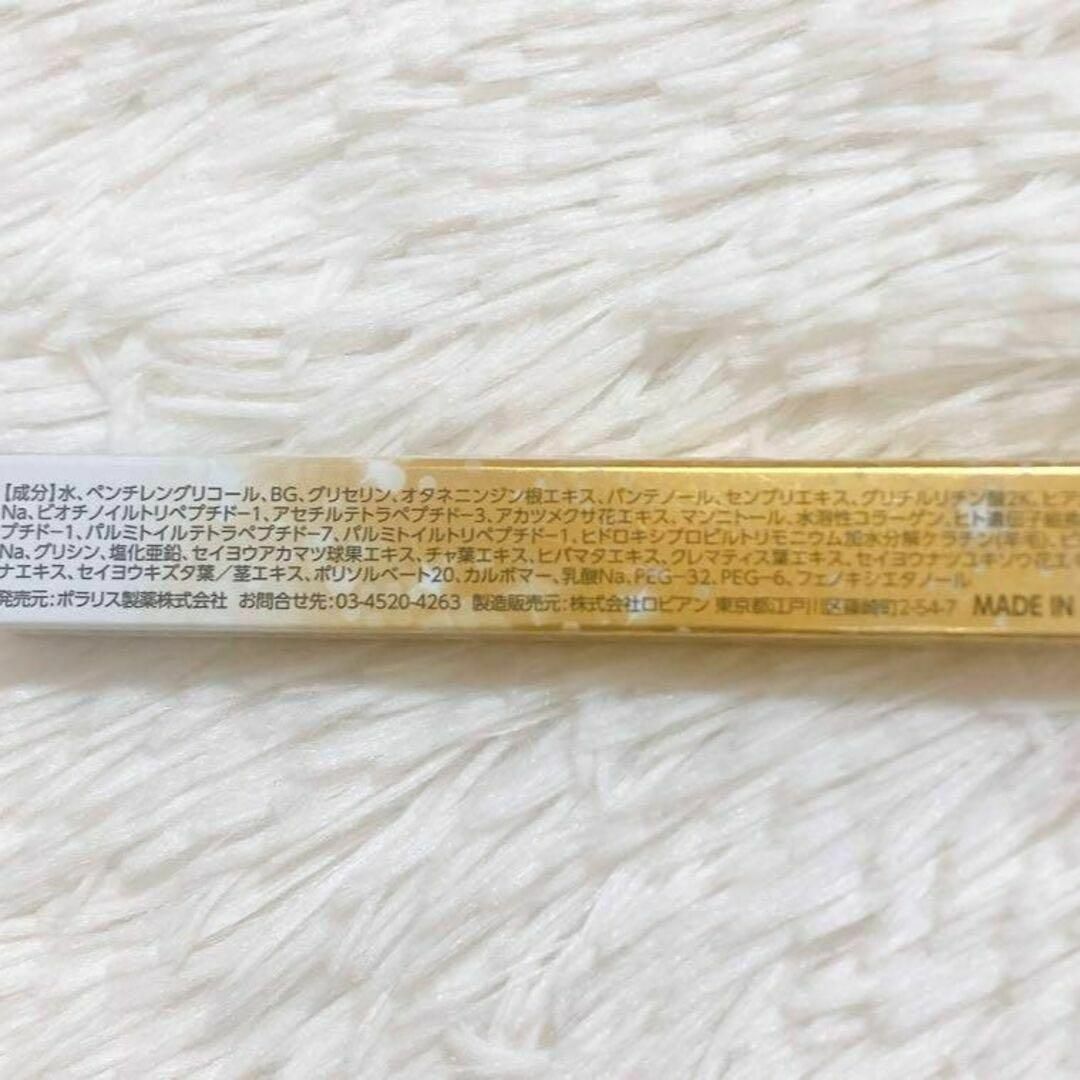 【成分】水、ペンチレングリコール、BG、グリセリン、オタネニンジン根エキス、パンテノール、センブリエキス、グリチルリチン酸2K、ヒア
Na、ビオチノイルトリペプチド-1、アセチルテトラペプチド-3、アカツメクサ花エキス、マンニトール、水溶性コラーゲン、ヒト遺伝子組換
プチド-1、パルミトイルテトラペプチド-7、パルミトイルトリペプチド-1、ヒドロキシプロピルトリモニウム加水分解ケラチン(羊毛)、ピ
Na、グリシン、塩化亜鉛、セイヨウアカマツ球果エキス、チャ葉エキス、ヒバマタエキス、クレマティス葉エキス、セイヨウナツユキソウ花エキ
ナエキス、セイヨウキズタ葉/茎エキス、ポリソルベート20、カルボマー、乳酸Na、PEG-32、PEG-6、フェノキシエタノール
発売元：ポラリス製薬株式会社 お問合せ先：03-4520-4263 製造販売元：株式会社ロビアン 東京都江戸川区篠崎町2-54-7 MADE IN